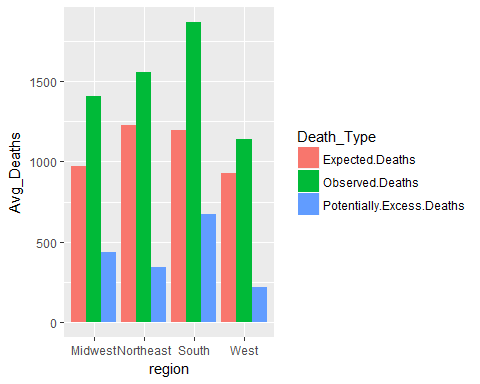 Avg_Deaths
1500
1000
500
0
Midwest Northeast South West
region
Death_Type
Expected.Deaths
Observed.Deaths
Potentially.Excess.Deaths